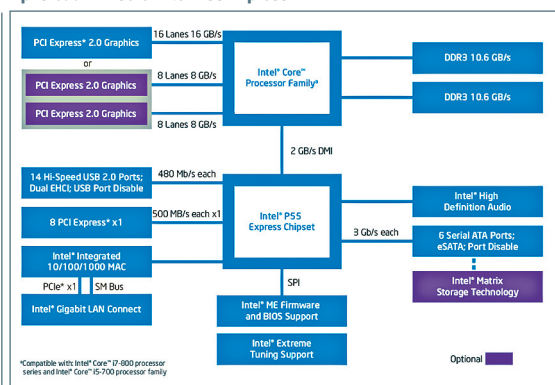 PCI Express* 2.0 Graphics
16 Lanes 16 GB/s
or
PCI Express 2.0 Graphics
8 Lanes 8 GB/s
PCI Express 2.0 Graphics
8 Lanes 8 GB/s
Intel® Core™
Processor Family*
DDR3 10.6 GB/s
DDR3 10.6 GB/s
2 GB/s DMI
14 Hi-Speed USB 2.0 Ports;
Dual EHCI; USB Port Disable
480 Mb/s each
8 PCI Express* x1
500 MB/s each x1
Intel® Integrated
10/100/1000 MAC
PCIe* x1
SM Bus
Intel® Gigabit LAN Connect
Intel® P55
Express Chipset
Intel® High
Definition Audio
3 Gb/s each
6 Serial ATA Ports;
eSATA; Port Disable
Intel® Matrix
Storage Technology
SPI
Intel® ME Firmware
and BIOS Support
Intel® Extreme
Tuning Support
Optional
*Compatible with: Intel® Core™ i7-800 processor
series and Intel® Core™ i5-700 processor family